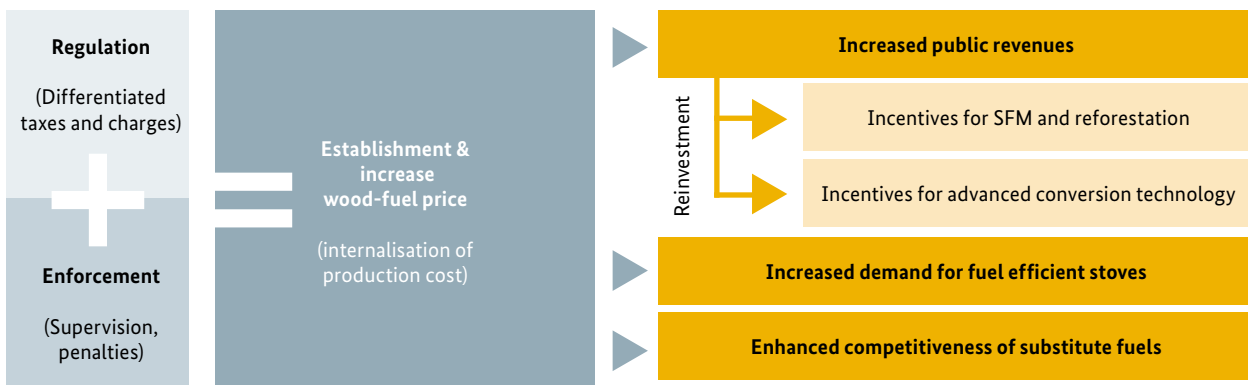 Regulation
(Differentiated
taxes and charges)
Enforcement
(Supervision,
penalties)
Establishment &
increase
wood-fuel price
(internalisation of
production cost)
Increased public revenues
Reinvestment
Incentives for SFM and reforestation
Incentives for advanced conversion technology
Increased demand for fuel efficient stoves
Enhanced competitiveness of substitute fuels